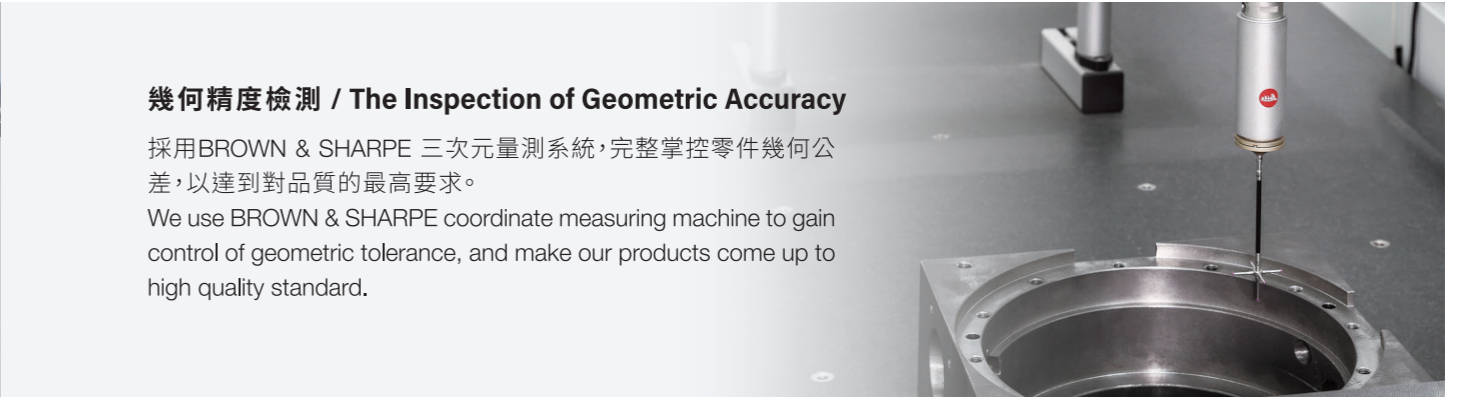 幾何精度檢測 / The Inspection of Geometric Accuracy
採用BROWN & SHARPE 三次元量測系統,完整掌控零件幾何公
差,以達到對品質的最高要求。
We use BROWN & SHARPE coordinate measuring machine to gain
control of geometric tolerance, and make our products come up to
high quality standard.